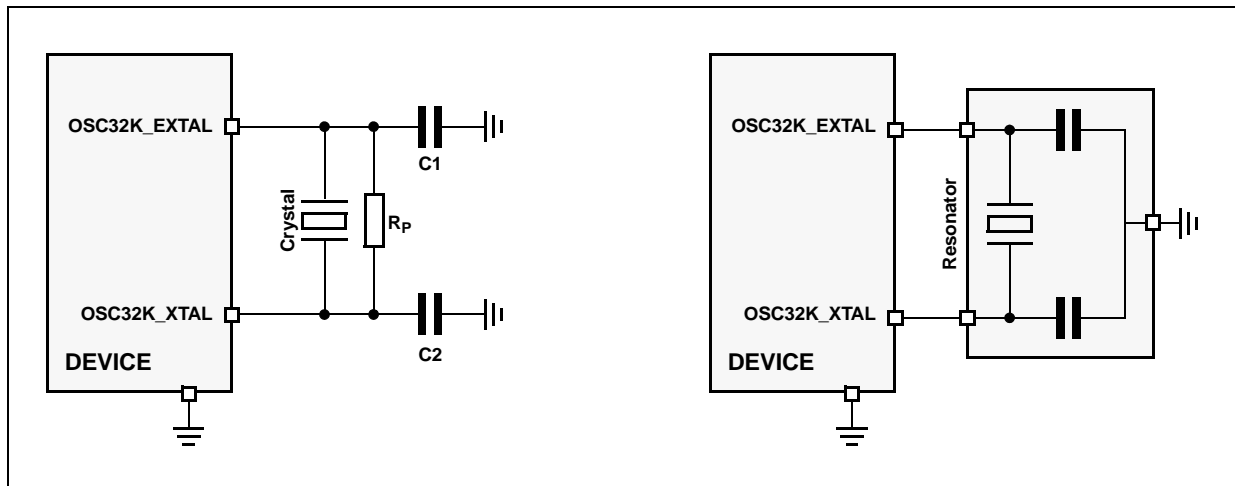 OSC32K_EXTAL
C1
Crystal
RP
OSC32K_XTAL
C2
DEVICE
OSC32K_EXTAL
Resonator
OSC32K_XTAL
DEVICE